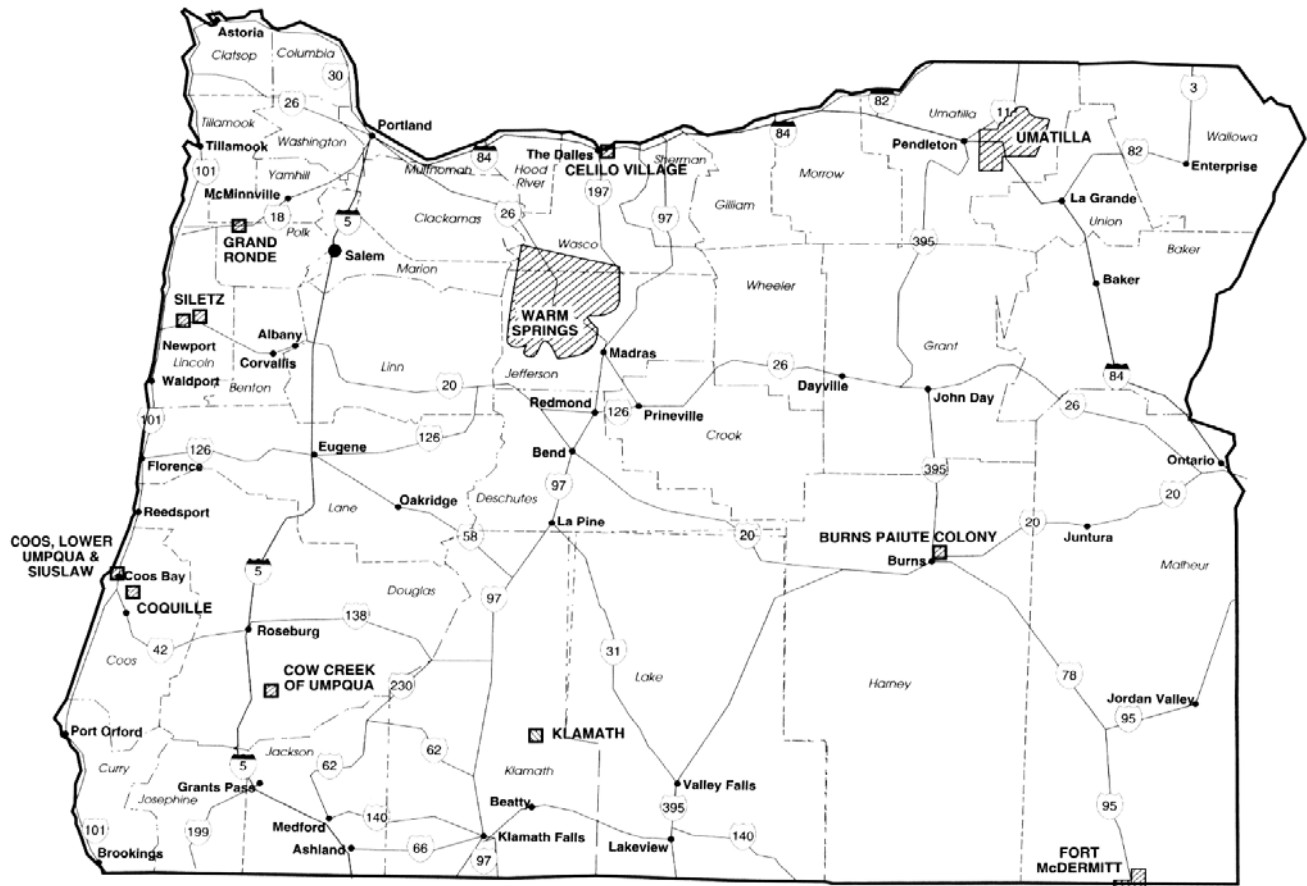 Astoria
Clatsop
Columbia
30
26
Tillamook
Washington
Portland
Tillamook
101
Yamhill
McMinnville
18
Multnomah
84
Hood
River
The Dalles
CELILO VILLAGE
197
Sherman
84
82
Umatilla
11
UMATILLA
Pendleton
3
Wallowa
82
Enterprise
Morrow
Gilliam
97
La Grande
Union
Baker
Clackamas
26
5
Polk
GRAND
RONDE
Salem
Marion
Wasco
395
Wheeler
Baker
SILETZ
WARM
SPRINGS
Albany
Newport
Lincoln
Corvallis
Benton
Waldport
Linn
20
Jefferson
Madras
26
Dayville
Grant
John Day
84
26
Redmond
126
Prineville
Crook
101
126
Eugene
126
Bend
Florence
395
Ontario
Reedsport
Lane
Oakridge
Deschutes
97
La Pine
58
20
20
20
Juntura
BURNS PAIUTE COLONY
Burns
Malheur
COOS, LOWER
UMPQUA &
SIUSLAW
Coos Bay
COQUILLE
5
Douglas
97
138
Roseburg
42
Coos
31
Lake
Harney
78
COW CREEK
OF UMPQUA
230
Jordan Valley
95
Port Orford
KLAMATH
Curry
Jackson
5
62
62
Klamath
Grants Pass
Josephine
Valley Falls
Beatty
395
95
101
199
Medford
140
Klamath Falls
Lakeview
140
Ashland
66
97
Brookings
FORT
McDERMITT